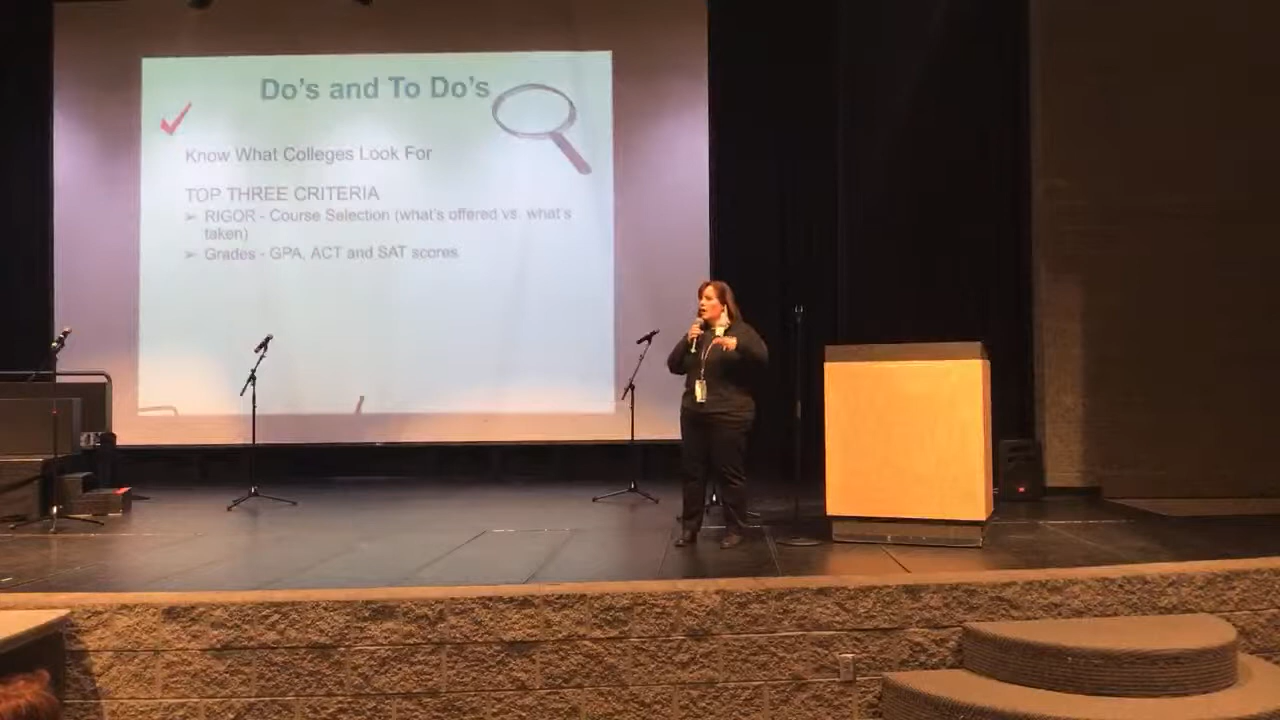 Do's and To Do's
Know What Colleges Look For
TOP THREE CRITERIA
➢ RIGOR - Course Selection (what's offered vs. what's
taken)
➢ Grades - GPA, ACT and SAT scores